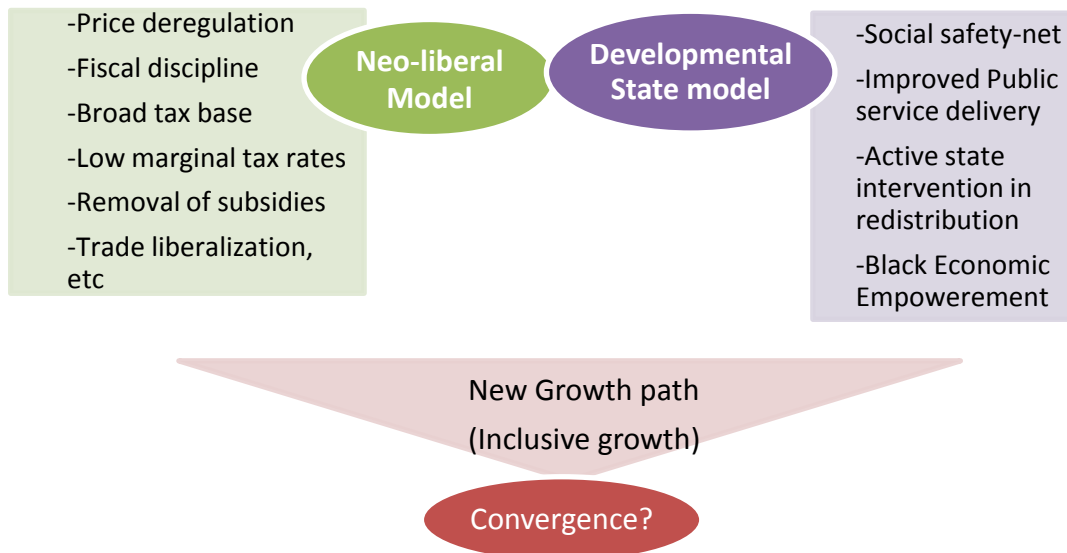 -Price deregulation
-Fiscal discipline
-Broad tax base
-Low marginal tax rates
-Removal of subsidies
-Trade liberalization,
etc
Neo-liberal
Model
Developmental
State model
-Social safety-net
-Improved Public
service delivery
-Active state
intervention in
redistribution
-Black Economic
Empowerement
New Growth path
(Inclusive growth)
Convergence?